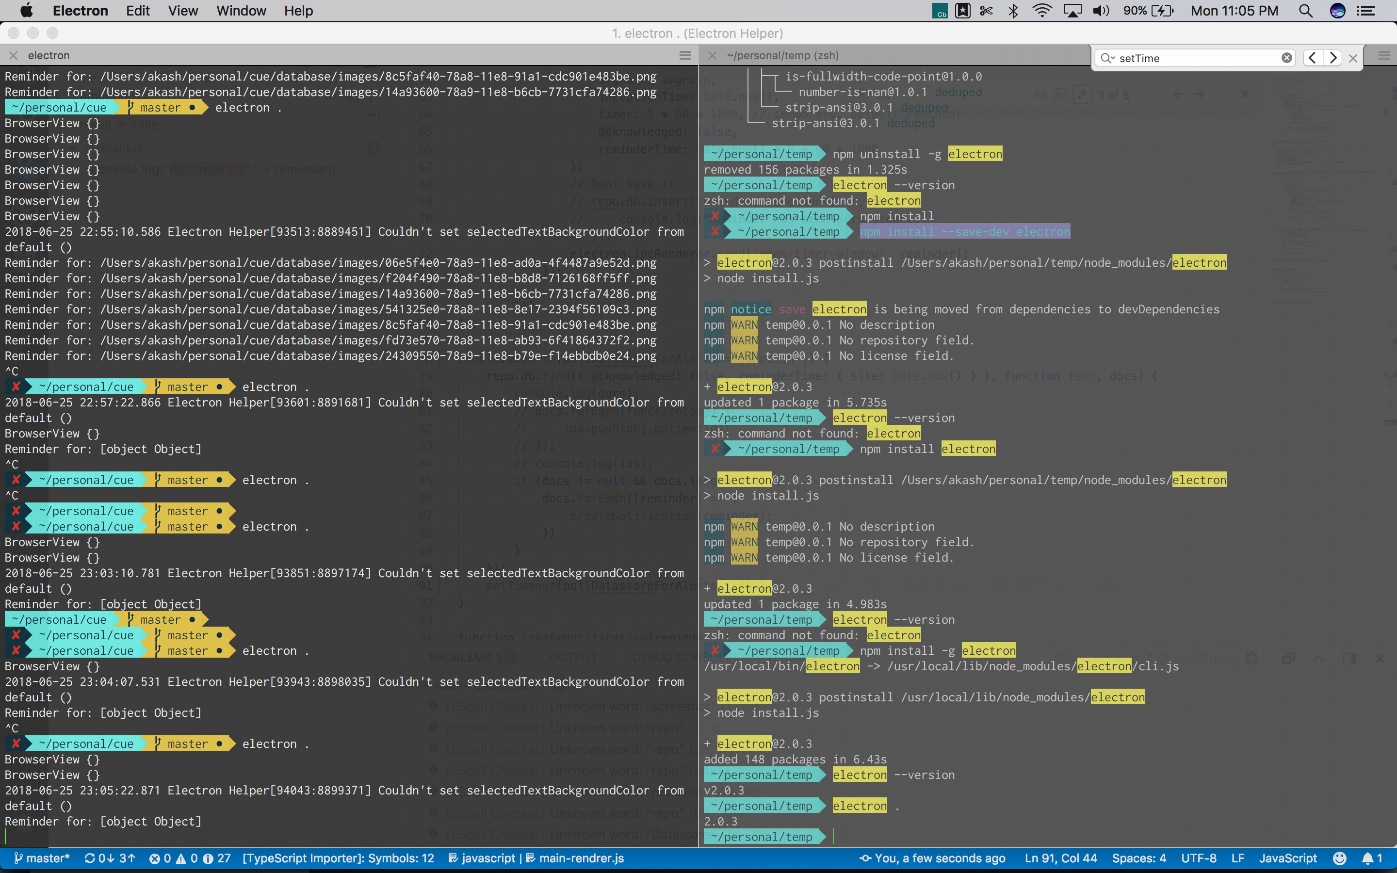 Electron Edit View Window Help
90% Mon 11:05 PM
1. electron . (Electron Helper)
electron
Reminder for: /Users/akash/personal/cue/database/images/8c5faf40-78a8-11e8-91a1-cdc901e483be.png
Reminder for: /Users/akash/personal/cue/database/images/14a93600-78a9-11e8-b6cb-7731cfa74286.png
~/personal/cue master ● electron .
BrowserView {}
BrowserView {}
BrowserView {}
BrowserView {}
BrowserView {}
BrowserView {}
BrowserView {}
2018-06-25 22:55:10.586 Electron Helper[93513:8889451] Couldn't set selectedTextBackgroundColor from
default ()
Reminder for: /Users/akash/personal/cue/database/images/06e5f4e0-78a9-11e8-ad0a-4f4487a9e52d.png
Reminder for: /Users/akash/personal/cue/database/images/f204f490-78a8-11e8-b8d8-7126168ff5ff.png
Reminder for: /Users/akash/personal/cue/database/images/14a93600-78a9-11e8-b6cb-7731cfa74286.png
Reminder for: /Users/akash/personal/cue/database/images/541325e0-78a9-11e8-8e17-2394f56109c3.png
Reminder for: /Users/akash/personal/cue/database/images/8c5faf40-78a8-11e8-91a1-cdc901e483be.png
Reminder for: /Users/akash/personal/cue/database/images/fd73e570-78a8-11e8-ab93-6f41864372f2.png
Reminder for: /Users/akash/personal/cue/database/images/24309550-78a9-11e8-b79e-f14ebbdb0e24.png
^C
✘ ~/personal/cue master ● electron .
2018-06-25 22:57:22.866 Electron Helper[93601:8891681] Couldn't set selectedTextBackgroundColor from
default ()
BrowserView {}
Reminder for: [object Object]
^C
✘ ~/personal/cue master ● electron .
^C
✘ ~/personal/cue master ●
✘ ~/personal/cue master ● electron .
BrowserView {}
BrowserView {}
2018-06-25 23:03:10.781 Electron Helper[93851:8897174] Couldn't set selectedTextBackgroundColor from
default ()
Reminder for: [object Object]
~/personal/cue master ●
✘ ~/personal/cue master ●
✘ ~/personal/cue master ● electron .
BrowserView {}
2018-06-25 23:04:07.531 Electron Helper[93943:8898035] Couldn't set selectedTextBackgroundColor from
default ()
Reminder for: [object Object]
^C
✘ ~/personal/cue master ● electron .
BrowserView {}
BrowserView {}
2018-06-25 23:05:22.871 Electron Helper[94043:8899371] Couldn't set selectedTextBackgroundColor from
default ()
Reminder for: [object Object]
~/personal/temp (zsh)
setTime
1 of 8
is-fullwidth-code-point@1.0.0
number-is-nan@1.0.1 deduped
strip-ansi@3.0.1 deduped
strip-ansi@3.0.1 deduped
~/personal/temp npm uninstall -g electron
removed 156 packages in 1.325s
~/personal/temp electron --version
zsh: command not found: electron
✘ ~/personal/temp npm install
✘ ~/personal/temp npm install --save-dev electron
> electron@2.0.3 postinstall /Users/akash/personal/temp/node_modules/electron
> node install.js
npm notice save electron is being moved from dependencies to devDependencies
npm WARN temp@0.0.1 No description
npm WARN temp@0.0.1 No repository field.
npm WARN temp@0.0.1 No license field.
+ electron@2.0.3
updated 1 package in 5.735s
~/personal/temp electron --version
zsh: command not found: electron
✘ ~/personal/temp npm install electron
> electron@2.0.3 postinstall /Users/akash/personal/temp/node_modules/electron
> node install.js
npm WARN temp@0.0.1 No description
npm WARN temp@0.0.1 No repository field.
npm WARN temp@0.0.1 No license field.
+ electron@2.0.3
updated 1 package in 4.983s
~/personal/temp electron --version
zsh: command not found: electron
✘ ~/personal/temp npm install -g electron
/usr/local/bin/electron -> /usr/local/lib/node_modules/electron/cli.js
> electron@2.0.3 postinstall /usr/local/lib/node_modules/electron
> node install.js
+ electron@2.0.3
added 148 packages in 6.43s
~/personal/temp electron --version
v2.0.3
~/personal/temp electron .
2.0.3
~/personal/temp
master* 0↓ 3↑ 0 0 27 [TypeScript Importer]: Symbols: 12 javascript | main-rendrer.js You, a few seconds ago Ln 91, Col 44 Spaces: 4 UTF-8 LF JavaScript 1